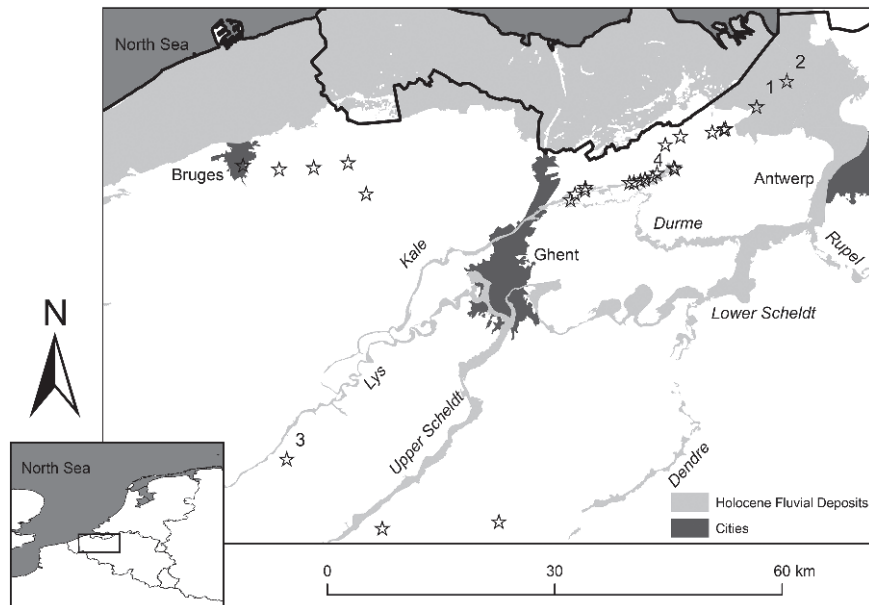 North Sea
2
1
Bruges
4
Antwerp
Durme
Kale
Ghent
Rupel
Lower Scheldt
N
Lys
Upper Scheldt
3
Dendre
North Sea
Holocene Fluvial Deposits
Cities
0 30 60 km